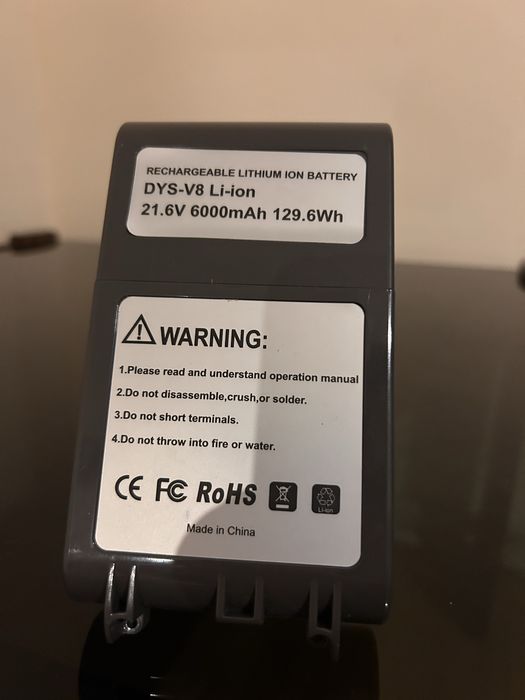 RECHARGEABLE LITHIUM ION BATTERY
DYS-V8 Li-ion
21.6V 6000mAh 129.6Wh
WARNING:
1.Please read and understand operation manual
2.Do not disassemble,crush,or solder.
3.Do not short terminals.
4.Do not throw into fire or water.
CE FC RoHS Li-ion
Made in China